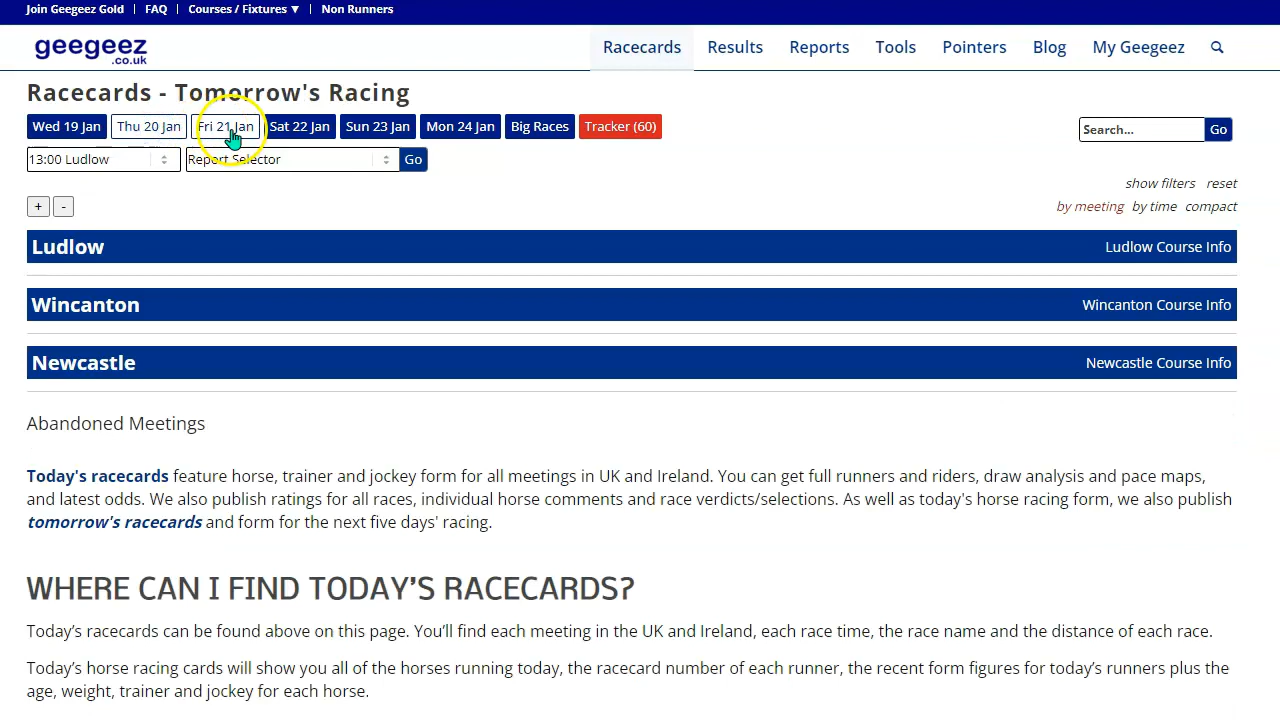 Join Geegeez Gold | FAQ | Courses / Fixtures ▼ | Non Runners
geegeez .co.uk
Racecards Results Reports Tools Pointers Blog My Geegeez
Racecards - Tomorrow's Racing
Wed 19 Jan Thu 20 Jan Fri 21 Jan Sat 22 Jan Sun 23 Jan Mon 24 Jan Big Races Tracker (60)
Search... Go
13:00 Ludlow Report Selector Go
show filters reset
+ - by meeting by time compact
Ludlow Ludlow Course Info
Wincanton Wincanton Course Info
Newcastle Newcastle Course Info
Abandoned Meetings
Today's racecards feature horse, trainer and jockey form for all meetings in UK and Ireland. You can get full runners and riders, draw analysis and pace maps,
and latest odds. We also publish ratings for all races, individual horse comments and race verdicts/selections. As well as today's horse racing form, we also publish
tomorrow's racecards and form for the next five days' racing.
WHERE CAN I FIND TODAY'S RACECARDS?
Today's racecards can be found above on this page. You'll find each meeting in the UK and Ireland, each race time, the race name and the distance of each race.
Today's horse racing cards will show you all of the horses running today, the racecard number of each runner, the recent form figures for today's runners plus the
age, weight, trainer and jockey for each horse.